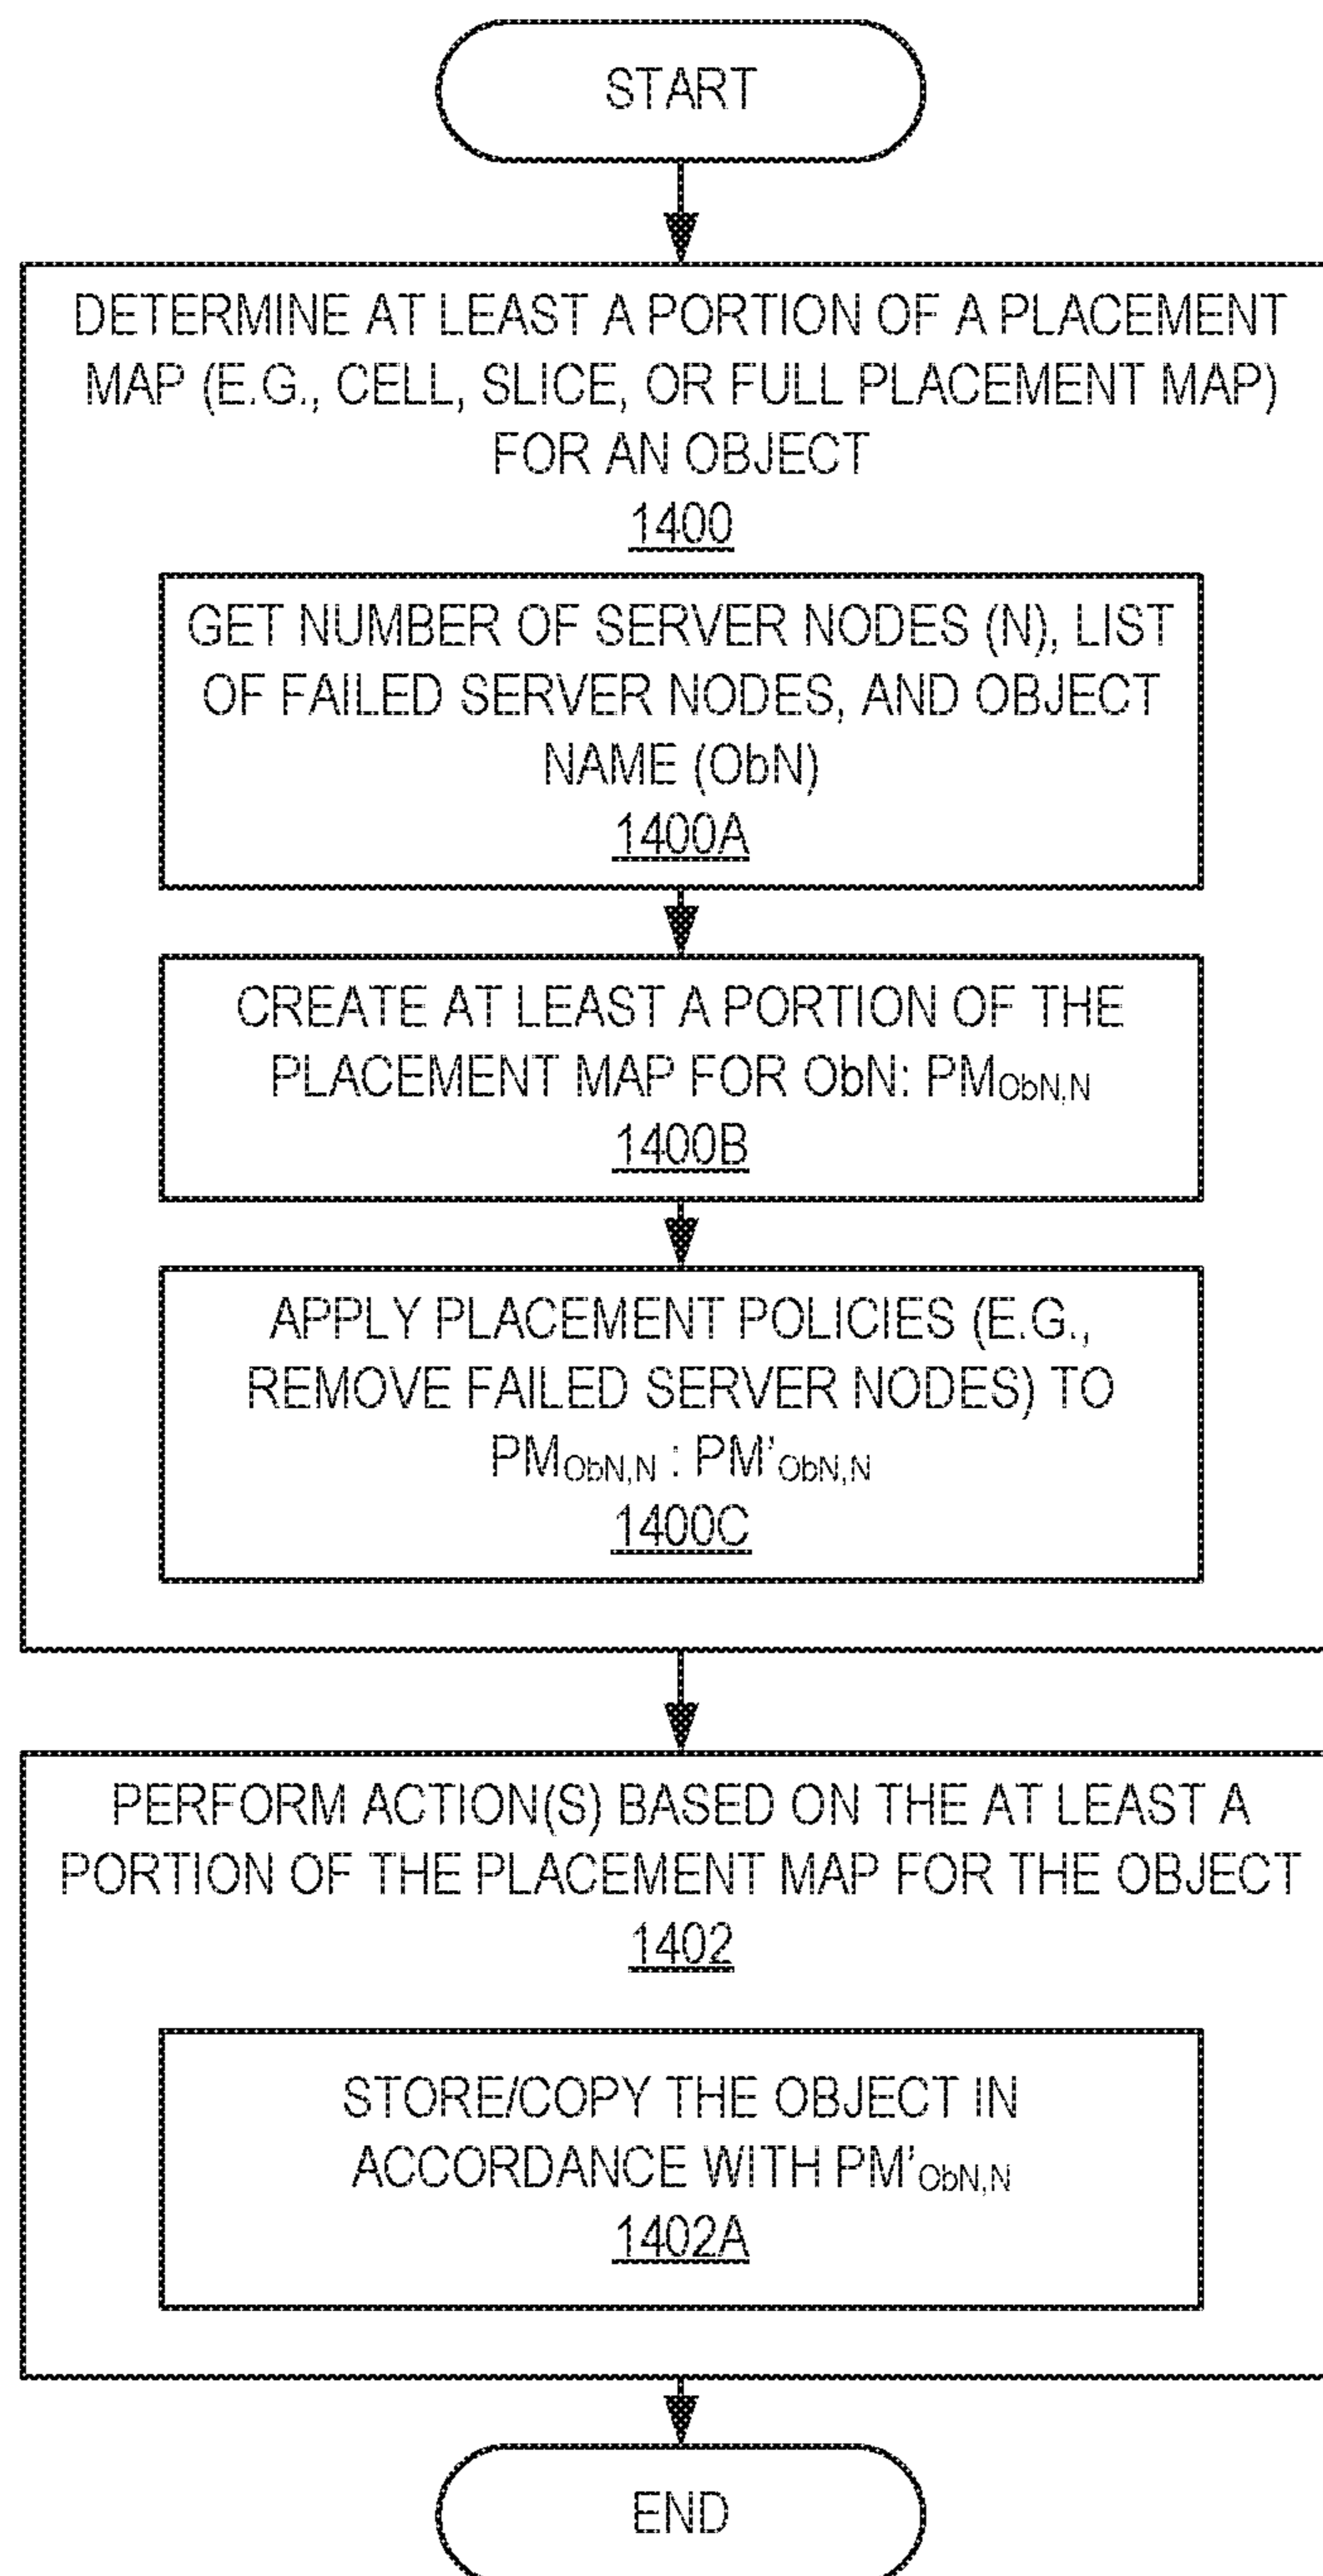 START
DETERMINE AT LEAST A PORTION OF A PLACEMENT
MAP (E.G., CELL, SLICE, OR FULL PLACEMENT MAP)
FOR AN OBJECT
1400
GET NUMBER OF SERVER NODES (N), LIST
OF FAILED SERVER NODES, AND OBJECT
NAME (ObN)
1400A
CREATE AT LEAST A PORTION OF THE
PLACEMENT MAP FOR ObN: PMObN,N
1400B
APPLY PLACEMENT POLICIES (E.G.,
REMOVE FAILED SERVER NODES) TO
PMObN,N : PM'ObN,N
1400C
PERFORM ACTION(S) BASED ON THE AT LEAST A
PORTION OF THE PLACEMENT MAP FOR THE OBJECT
1402
STORE/COPY THE OBJECT IN
ACCORDANCE WITH PM'ObN,N
1402A
END